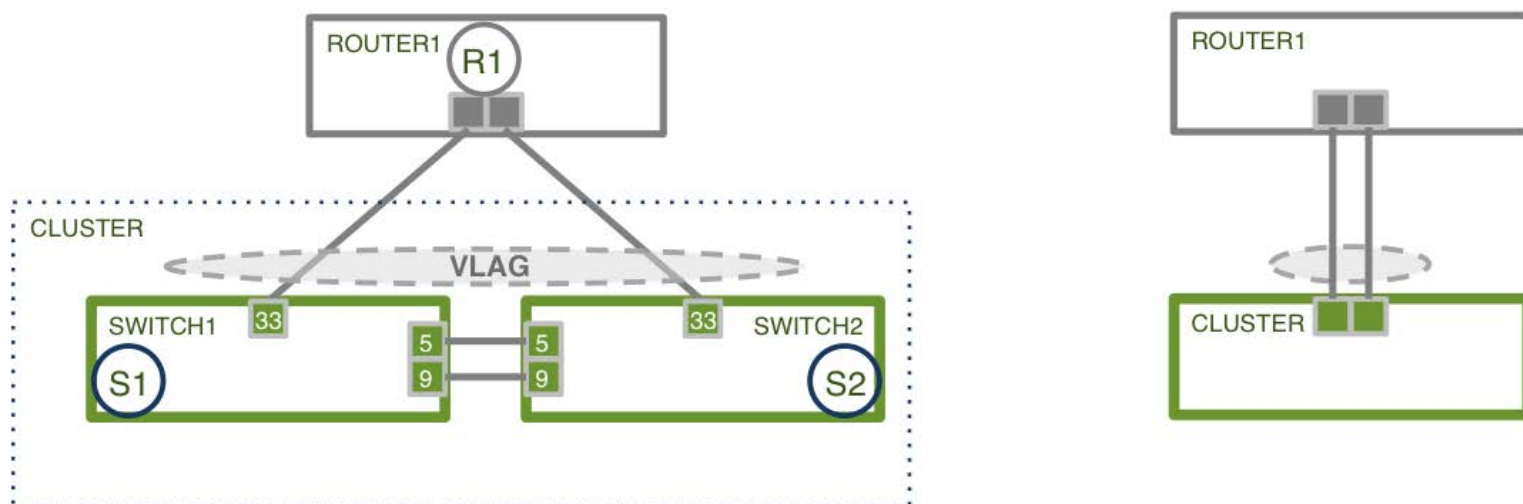 ROUTER1
R1
CLUSTER
VLAG
SWITCH1
33
5
9
S1
33
SWITCH2
5
9
S2
ROUTER1
CLUSTER